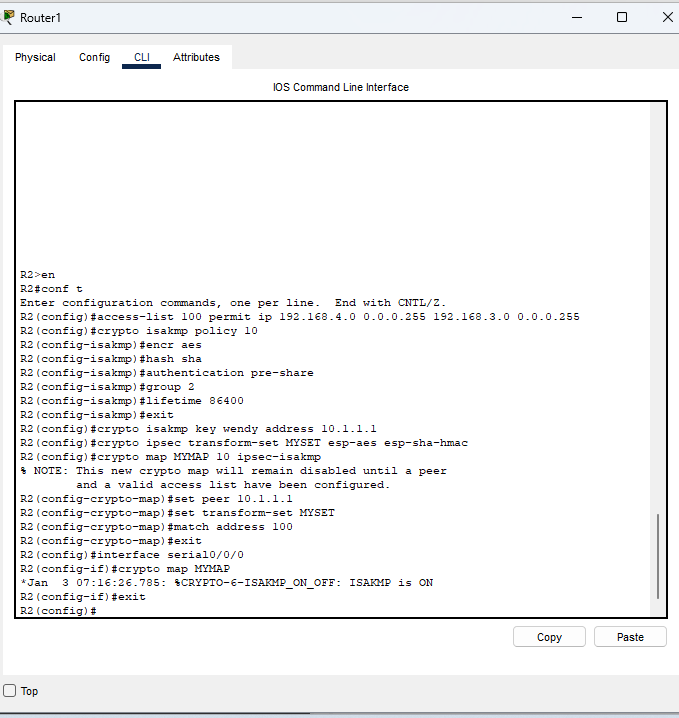 Router1
Physical Config CLI Attributes
IOS Command Line Interface
R2>en
R2#conf t
Enter configuration commands, one per line.  End with CNTL/Z.
R2(config)#access-list 100 permit ip 192.168.4.0 0.0.0.255 192.168.3.0 0.0.0.255
R2(config)#crypto isakmp policy 10
R2(config-isakmp)#encr aes
R2(config-isakmp)#hash sha
R2(config-isakmp)#authentication pre-share
R2(config-isakmp)#group 2
R2(config-isakmp)#lifetime 86400
R2(config-isakmp)#exit
R2(config)#crypto isakmp key wendy address 10.1.1.1
R2(config)#crypto ipsec transform-set MYSET esp-aes esp-sha-hmac
R2(config)#crypto map MYMAP 10 ipsec-isakmp
% NOTE: This new crypto map will remain disabled until a peer
        and a valid access list have been configured.
R2(config-crypto-map)#set peer 10.1.1.1
R2(config-crypto-map)#set transform-set MYSET
R2(config-crypto-map)#match address 100
R2(config-crypto-map)#exit
R2(config)#interface serial0/0/0
R2(config-if)#crypto map MYMAP
*Jan  3 07:16:26.785: %CRYPTO-6-ISAKMP_ON_OFF: ISAKMP is ON
R2(config-if)#exit
R2(config)#
Copy Paste
Top